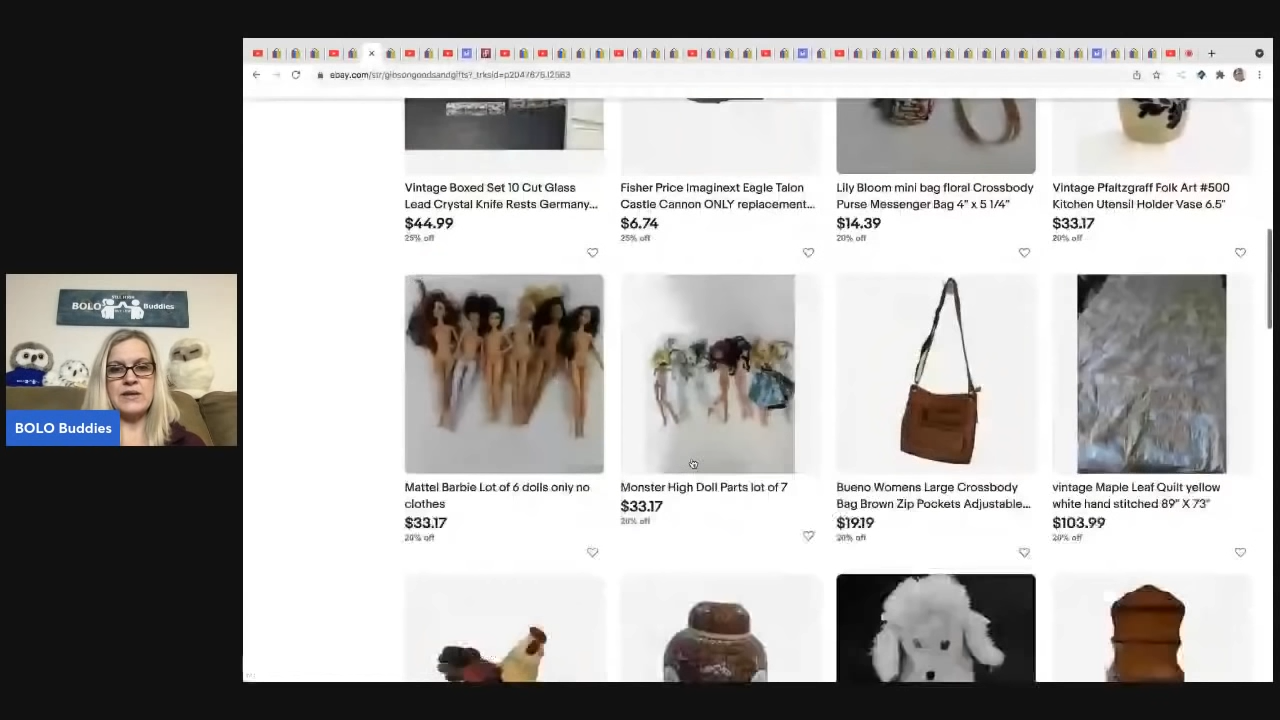 ebay.com/str/gibsongoodsandgifts?_trksid=p2047675.l2563
Vintage Boxed Set 10 Cut Glass
Lead Crystal Knife Rests Germany...
$44.99
25% off
Fisher Price Imaginext Eagle Talon
Castle Cannon ONLY replacement...
$6.74
25% off
Lily Bloom mini bag floral Crossbody
Purse Messenger Bag 4" x 5 1/4"
$14.39
20% off
Vintage Pfaltzgraff Folk Art #500
Kitchen Utensil Holder Vase 6.5"
$33.17
20% off
BOLO Buddies
BOLO Buddies
Mattel Barbie Lot of 6 dolls only no
clothes
$33.17
20% off
Monster High Doll Parts lot of 7
$33.17
20% off
Bueno Womens Large Crossbody
Bag Brown Zip Pockets Adjustable...
$19.19
20% off
vintage Maple Leaf Quilt yellow
white hand stitched 89" X 73"
$103.99
20% off